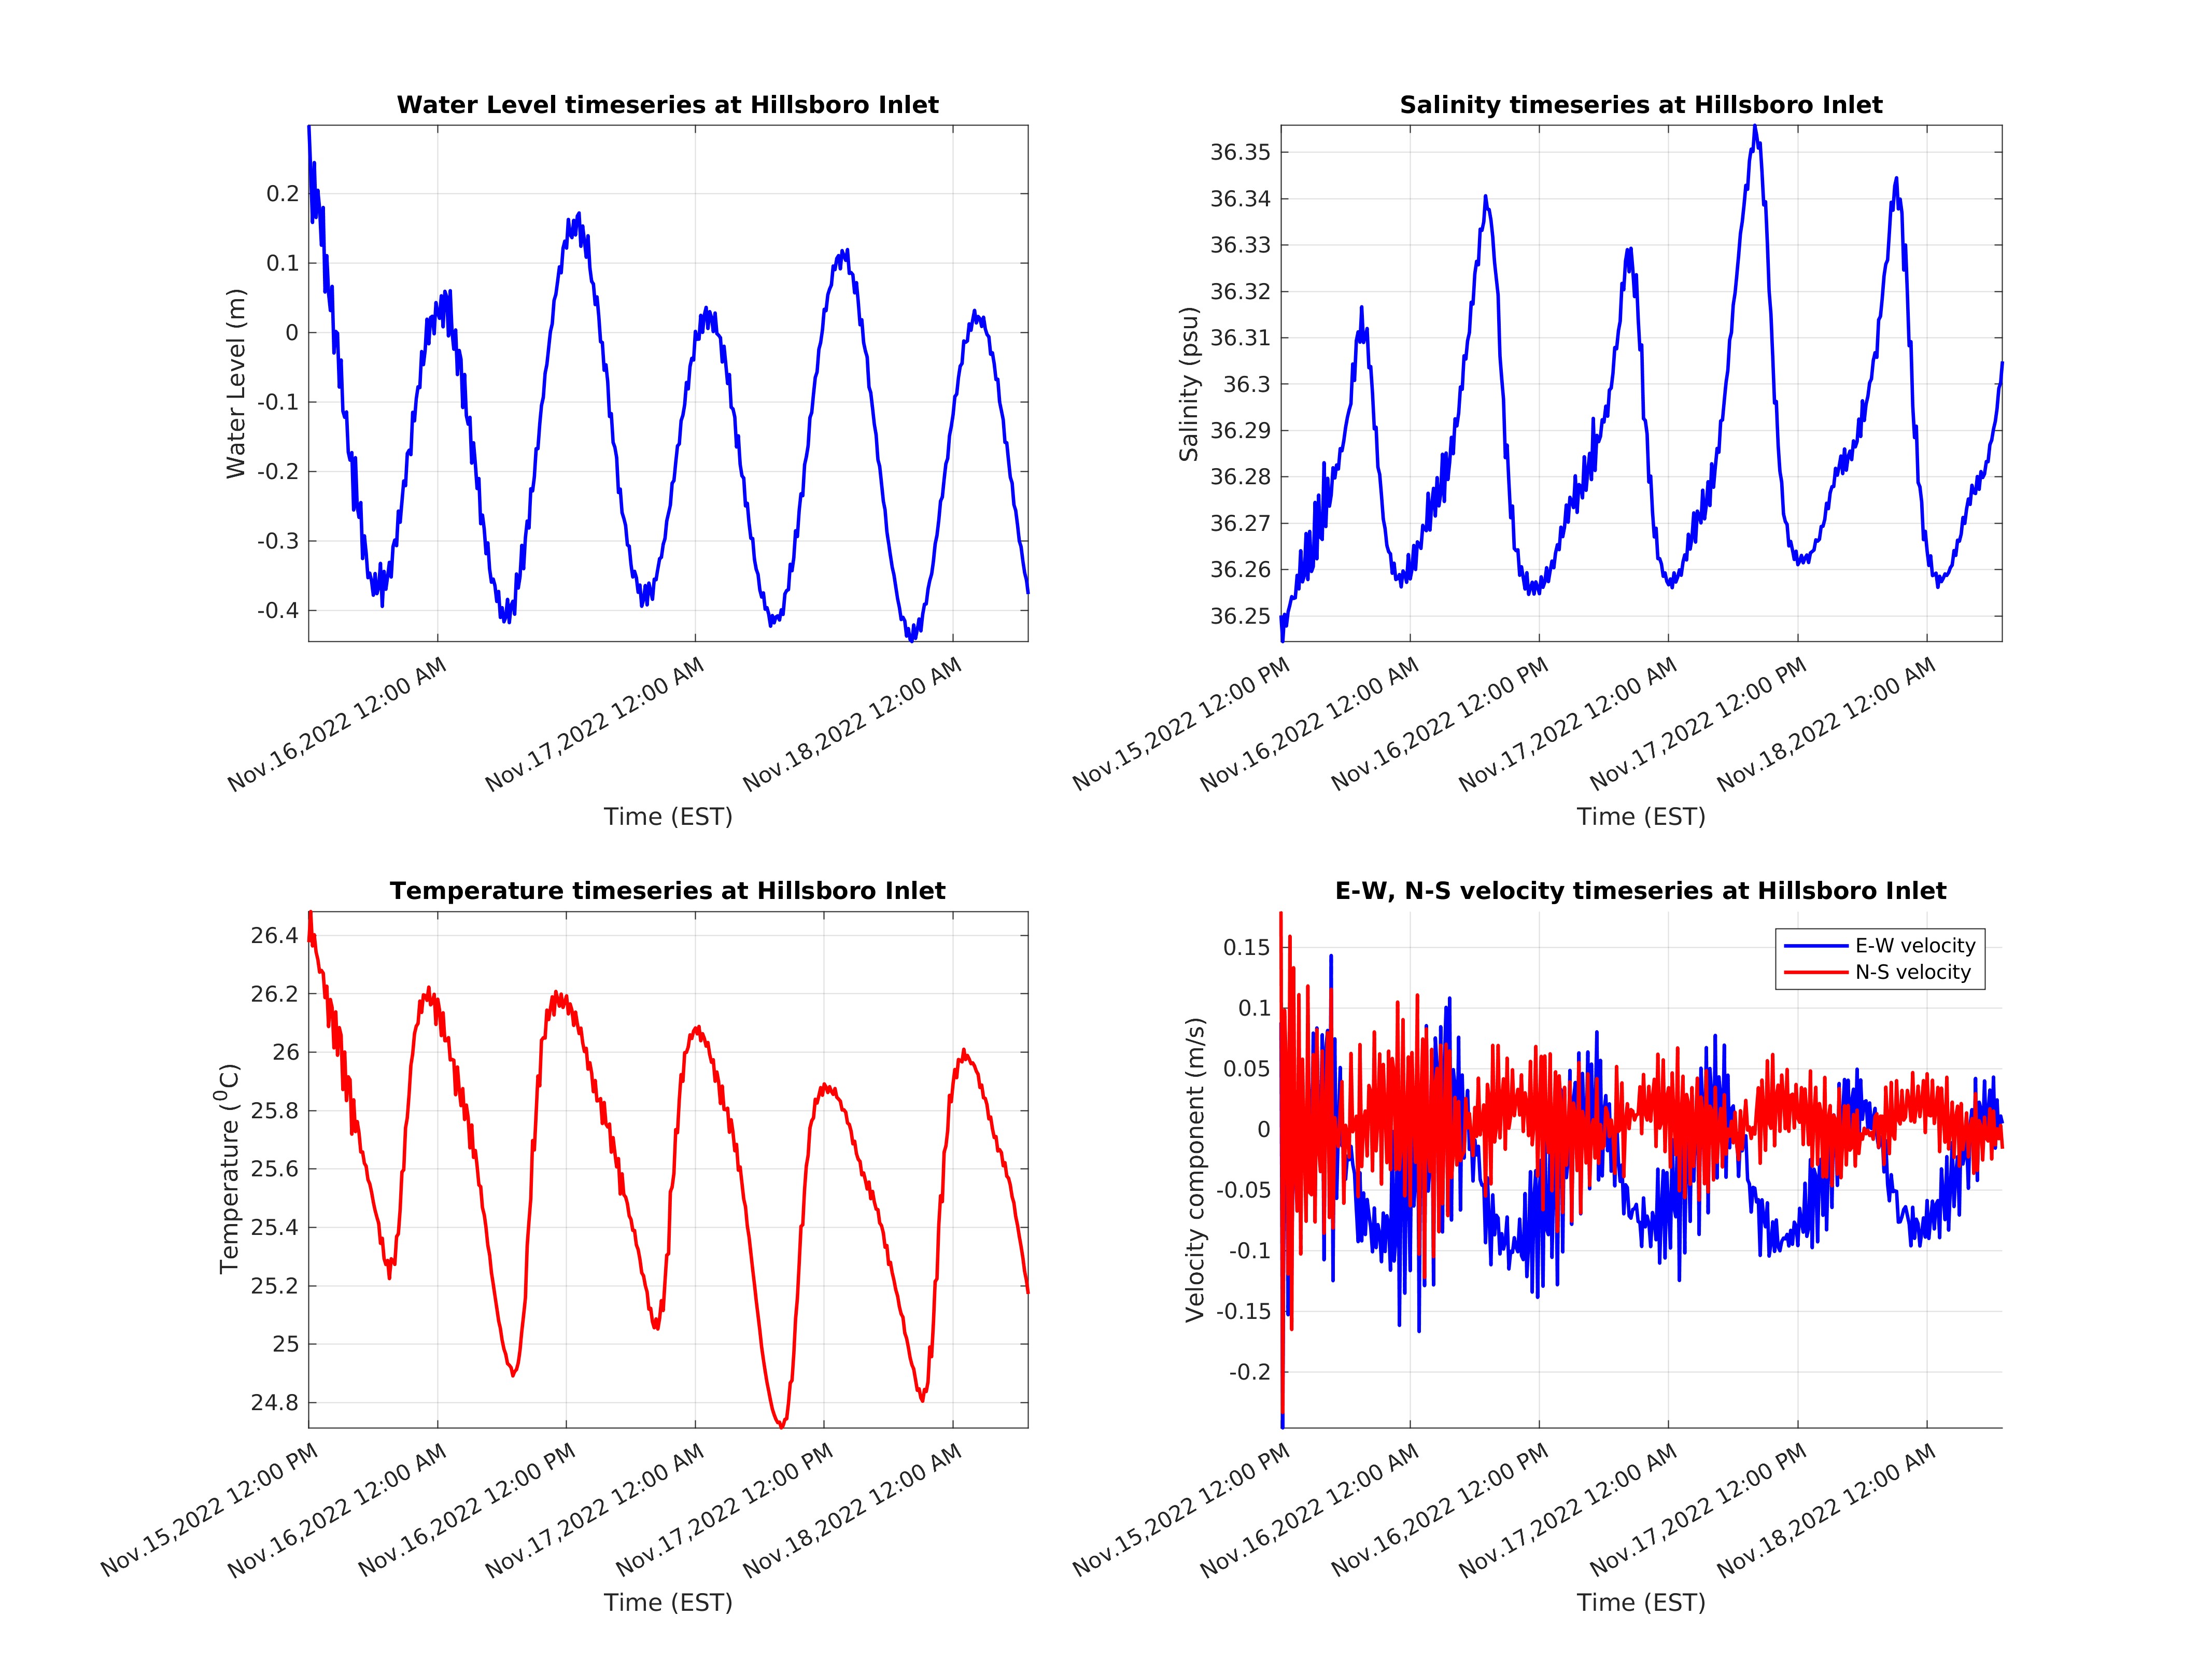 Water Level timeseries at Hillsboro Inlet
Water Level (m)
0.2
0.1
0
-0.1
-0.2
-0.3
-0.4
Nov.16,2022 12:00 AM
Nov.17,2022 12:00 AM
Nov.18,2022 12:00 AM
Time (EST)
Salinity timeseries at Hillsboro Inlet
Salinity (psu)
36.35
36.34
36.33
36.32
36.31
36.3
36.29
36.28
36.27
36.26
36.25
Nov.15,2022 12:00 PM
Nov.16,2022 12:00 AM
Nov.16,2022 12:00 PM
Nov.17,2022 12:00 AM
Nov.17,2022 12:00 PM
Nov.18,2022 12:00 AM
Time (EST)
Temperature timeseries at Hillsboro Inlet
Temperature (⁰C)
26.4
26.2
26
25.8
25.6
25.4
25.2
25
24.8
Nov.15,2022 12:00 PM
Nov.16,2022 12:00 AM
Nov.16,2022 12:00 PM
Nov.17,2022 12:00 AM
Nov.17,2022 12:00 PM
Nov.18,2022 12:00 AM
Time (EST)
E-W, N-S velocity timeseries at Hillsboro Inlet
Velocity component (m/s)
0.15
0.1
0.05
0
-0.05
-0.1
-0.15
-0.2
E-W velocity
N-S velocity
Nov.15,2022 12:00 PM
Nov.16,2022 12:00 AM
Nov.16,2022 12:00 PM
Nov.17,2022 12:00 AM
Nov.17,2022 12:00 PM
Nov.18,2022 12:00 AM
Time (EST)